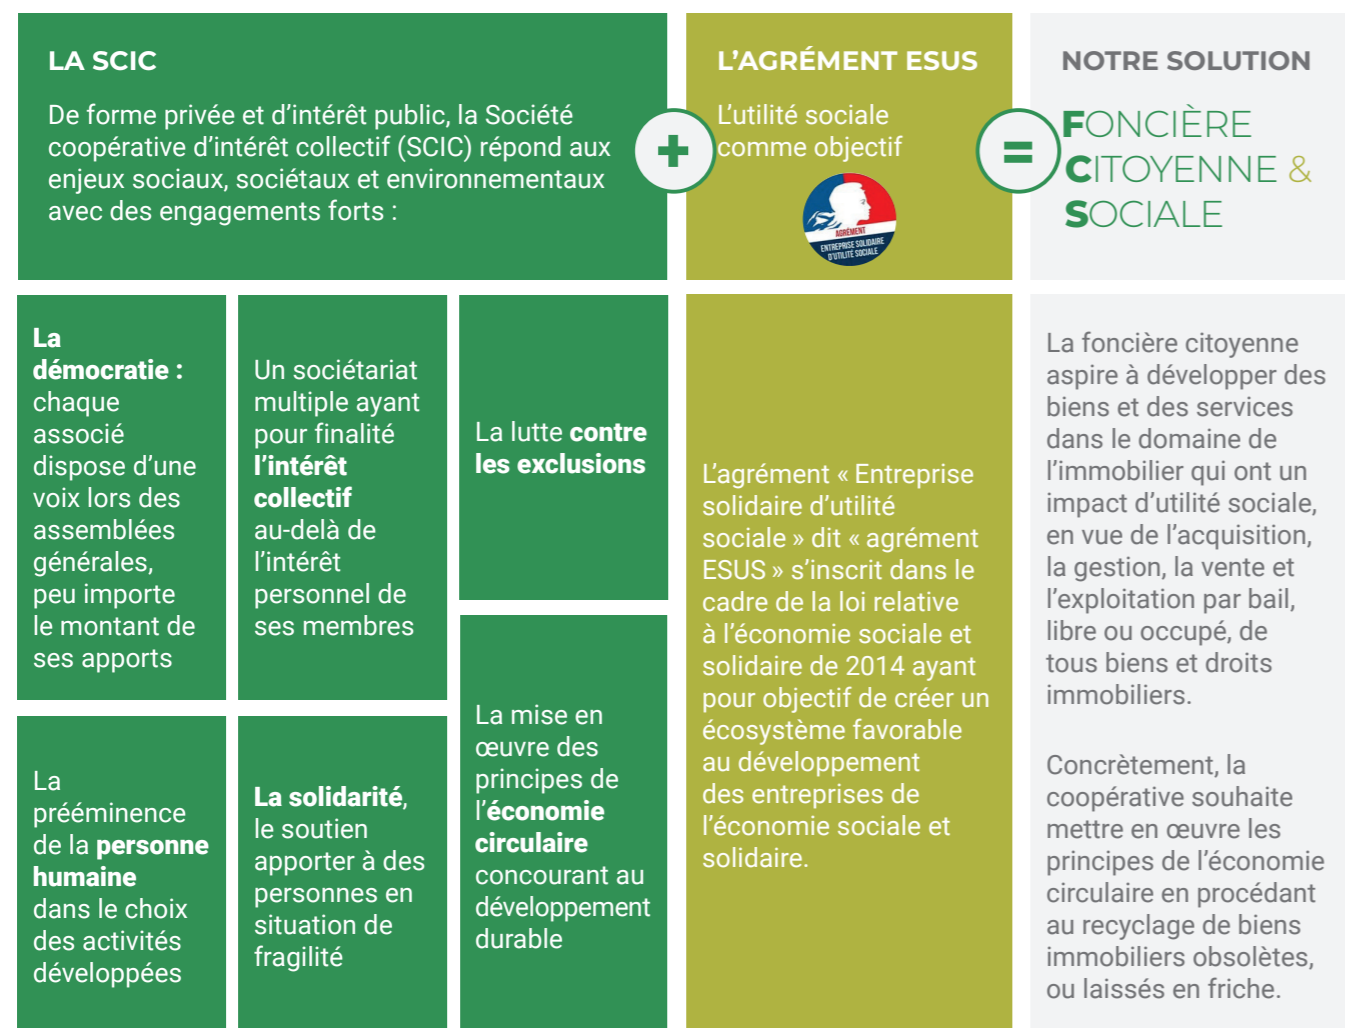 LA SCIC
De forme privée et d’intérêt public, la Société
coopérative d’intérêt collectif (SCIC) répond aux
enjeux sociaux, sociétaux et environnementaux
avec des engagements forts :
+
L’AGRÉMENT ESUS
L’utilité sociale
comme objectif
AGRÉMENT
ENTREPRISE SOLIDAIRE
D’UTILITÉ SOCIALE
=
NOTRE SOLUTION
FONCIÈRE
CITOYENNE &
SOCIALE
La
démocratie :
chaque
associé
dispose d’une
voix lors des
assemblées
générales,
peu importe
le montant de
ses apports
Un sociétariat
multiple ayant
pour finalité
l’intérêt
collectif
au-delà de
l’intérêt
personnel de
ses membres
La lutte contre
les exclusions
La
prééminence
de la personne
humaine
dans le choix
des activités
développées
La solidarité,
le soutien
apporter à des
personnes en
situation de
fragilité
La mise en
œuvre des
principes de
l’économie
circulaire
concourant au
développement
durable
L’agrément « Entreprise
solidaire d’utilité
sociale » dit « agrément
ESUS » s’inscrit dans le
cadre de la loi relative
à l’économie sociale et
solidaire de 2014 ayant
pour objectif de créer un
écosystème favorable
au développement
des entreprises de
l’économie sociale et
solidaire.
La foncière citoyenne
aspire à développer des
biens et des services
dans le domaine de
l’immobilier qui ont un
impact d’utilité sociale,
en vue de l’acquisition,
la gestion, la vente et
l’exploitation par bail,
libre ou occupé, de
tous biens et droits
immobiliers.
Concrètement, la
coopérative souhaite
mettre en œuvre les
principes de l’économie
circulaire en procédant
au recyclage de biens
immobiliers obsolètes,
ou laissés en friche.